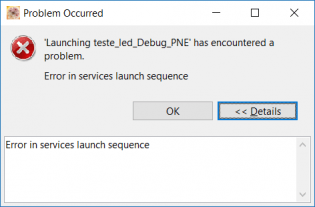 Problem Occurred
'Launching teste_led_Debug_PNE' has encountered a
problem.
Error in services launch sequence
OK
<< Details
Error in services launch sequence